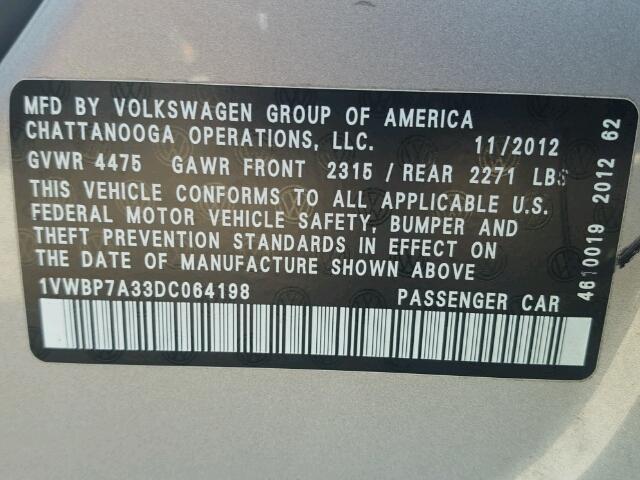 MFD BY VOLKSWAGEN GROUP OF AMERICA
CHATTANOOGA OPERATIONS, LLC. 11/2012
GVWR 4475 GAWR FRONT 2315 / REAR 2271 LBS
THIS VEHICLE CONFORMS TO ALL APPLICABLE U.S.
FEDERAL MOTOR VEHICLE SAFETY, BUMPER AND
THEFT PREVENTION STANDARDS IN EFFECT ON
THE DATE OF MANUFACTURE SHOWN ABOVE
1VWBP7A33DC064198 PASSENGER CAR
4610019 2012 62